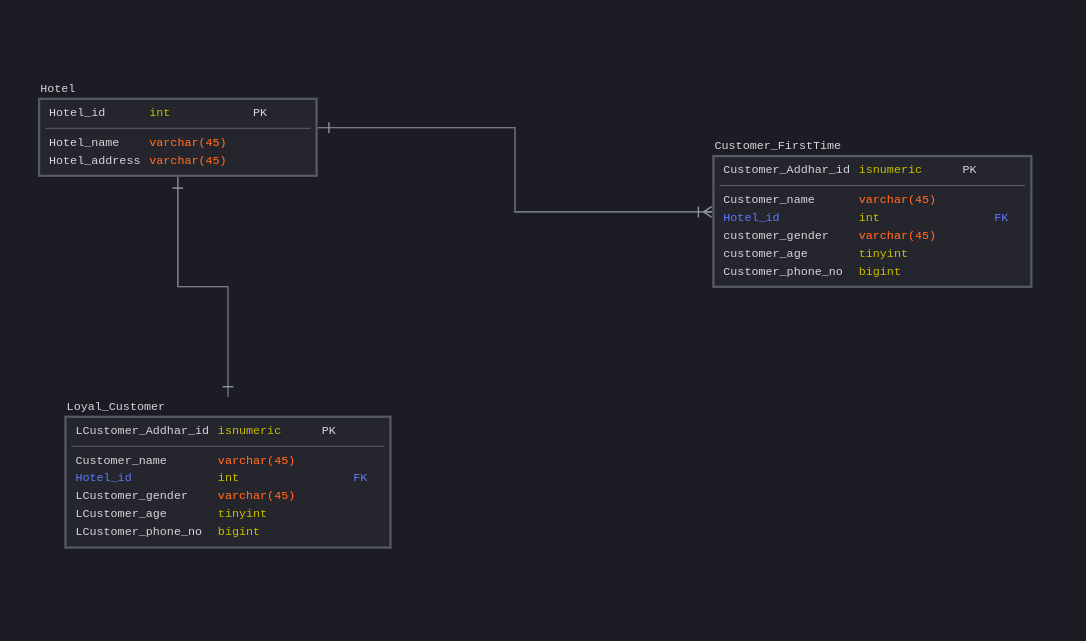 Hotel
Hotel_id int PK
Hotel_name varchar(45)
Hotel_address varchar(45)
Customer_FirstTime
Customer_Addhar_id isnumeric PK
Customer_name varchar(45)
Hotel_id int FK
customer_gender varchar(45)
customer_age tinyint
Customer_phone_no bigint
Loyal_Customer
LCustomer_Addhar_id isnumeric PK
Customer_name varchar(45)
Hotel_id int FK
LCustomer_gender varchar(45)
LCustomer_age tinyint
LCustomer_phone_no bigint